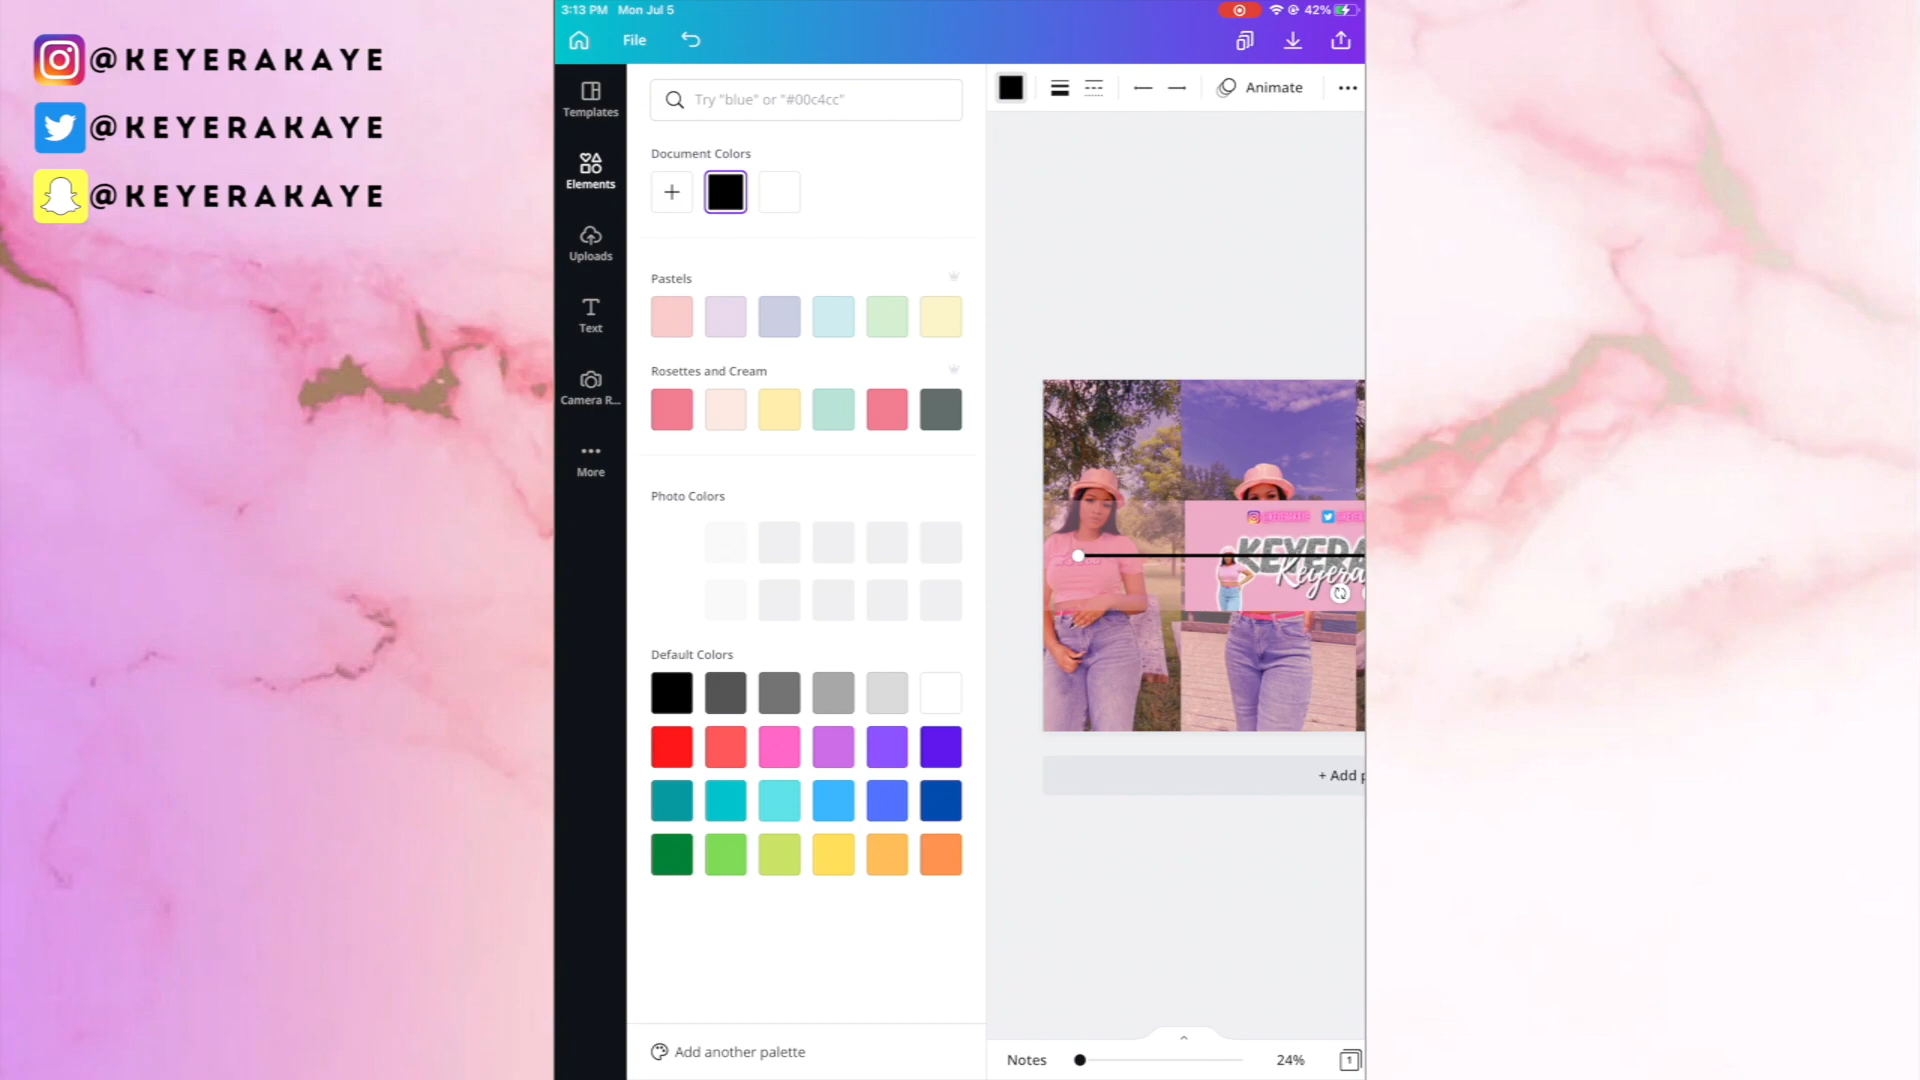 @KEYERAKAYE
@KEYERAKAYE
@KEYERAKAYE
3:13 PM Mon Jul 5
42%
File
Templates
Elements
Uploads
Text
Camera R...
More
Try "blue" or "#00c4cc"
Document Colors
Pastels
Rosettes and Cream
Photo Colors
Default Colors
Add another palette
Animate
KEYERA
Keyera
+ Add p
Notes
24%
1